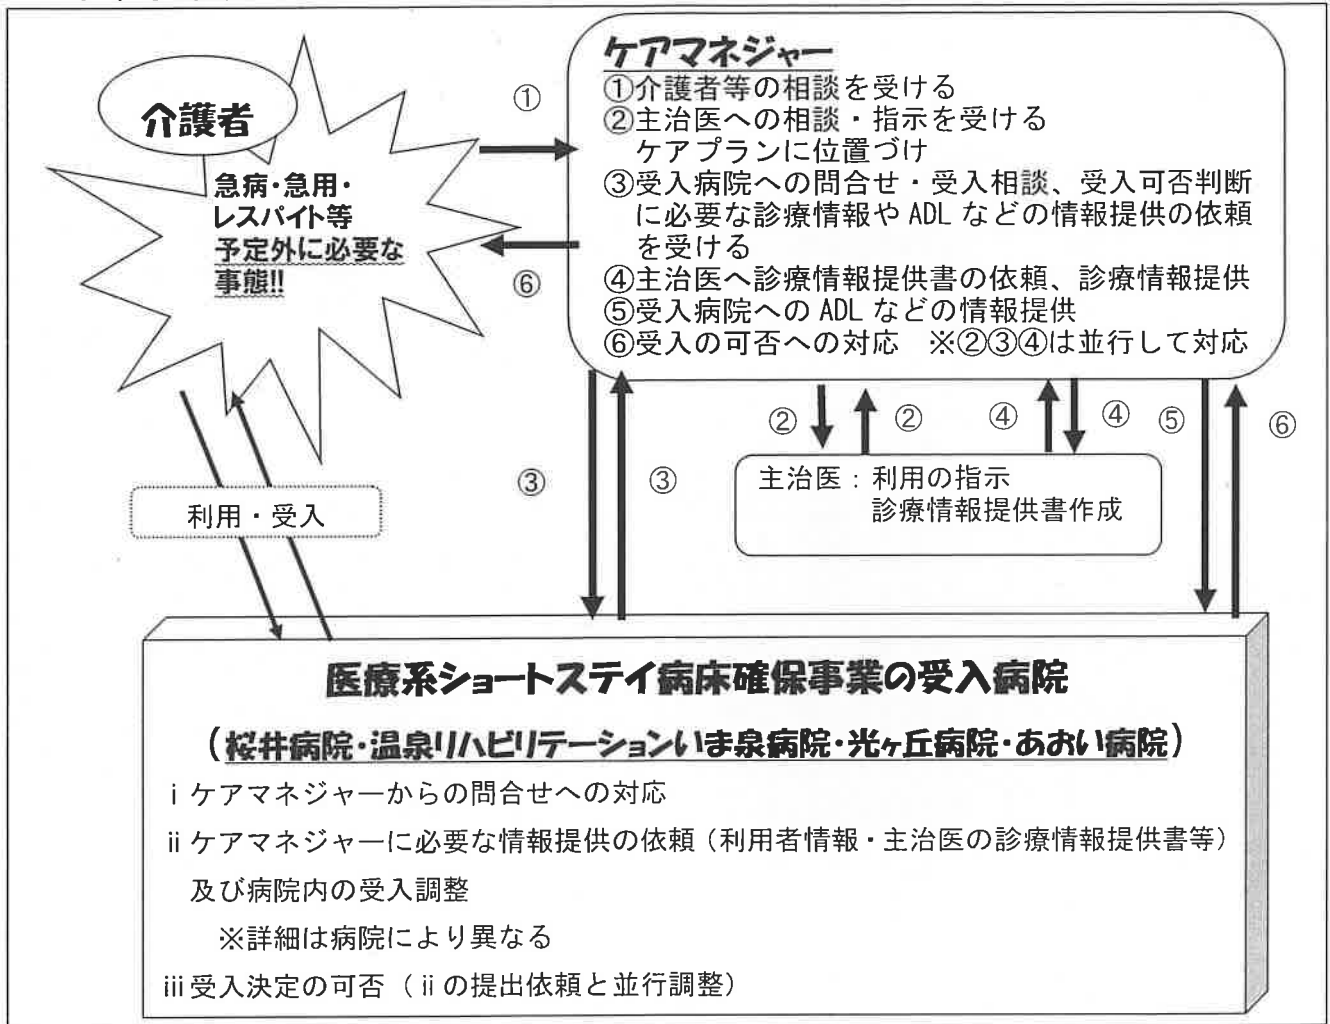 介護者
急病・急用・
レスパイト等
予定外に必要な
事態!!
①
⑥
ケアマネジャー
①介護者等の相談を受ける
②主治医への相談・指示を受ける
ケアプランに位置づけ
③受入病院への問合せ・受入相談、受入可否判断
に必要な診療情報や ADL などの情報提供の依頼
を受ける
④主治医へ診療情報提供書の依頼、診療情報提供
⑤受入病院への ADL などの情報提供
⑥受入の可否への対応 ※②③④は並行して対応
③
③
②
②
④
④
⑤
⑥
主治医：利用の指示
診療情報提供書作成
利用・受入
医療系ショートステイ病床確保事業の受入病院
（桜井病院・温泉リハビリテーションいま泉病院・光ヶ丘病院・あおい病院）
ⅰ ケアマネジャーからの問合せへの対応
ⅱ ケアマネジャーに必要な情報提供の依頼（利用者情報・主治医の診療情報提供書等）
及び病院内の受入調整
※詳細は病院により異なる
ⅲ 受入決定の可否（ⅱの提出依頼と並行調整）